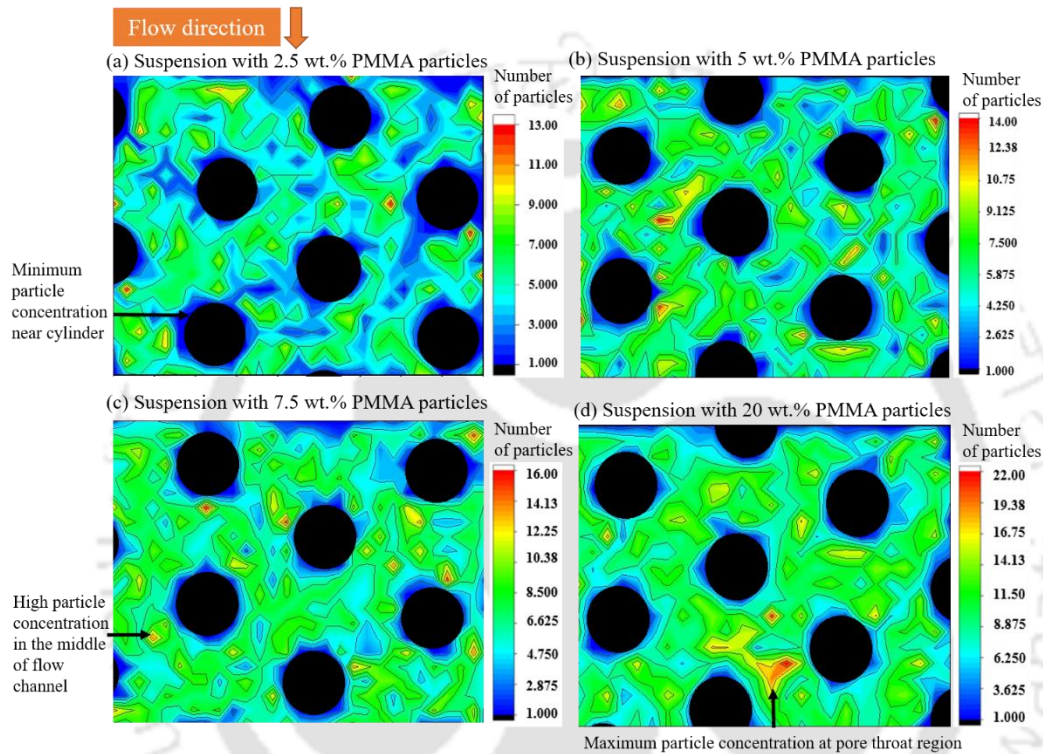 Flow direction
(a) Suspension with 2.5 wt.% PMMA particles
Number
of particles
13.00
11.00
9.000
7.000
5.000
3.000
1.000
Minimum
particle
concentration
near cylinder
(b) Suspension with 5 wt.% PMMA particles
Number
of particles
14.00
12.38
10.75
9.125
7.500
5.875
4.250
2.625
1.000
(c) Suspension with 7.5 wt.% PMMA particles
Number
of particles
16.00
14.13
12.25
10.38
8.500
6.625
4.750
2.875
1.000
High particle
concentration
in the middle
of flow
channel
(d) Suspension with 20 wt.% PMMA particles
Number
of particles
22.00
19.38
16.75
14.13
11.50
8.875
6.250
3.625
1.000
Maximum particle concentration at pore throat region